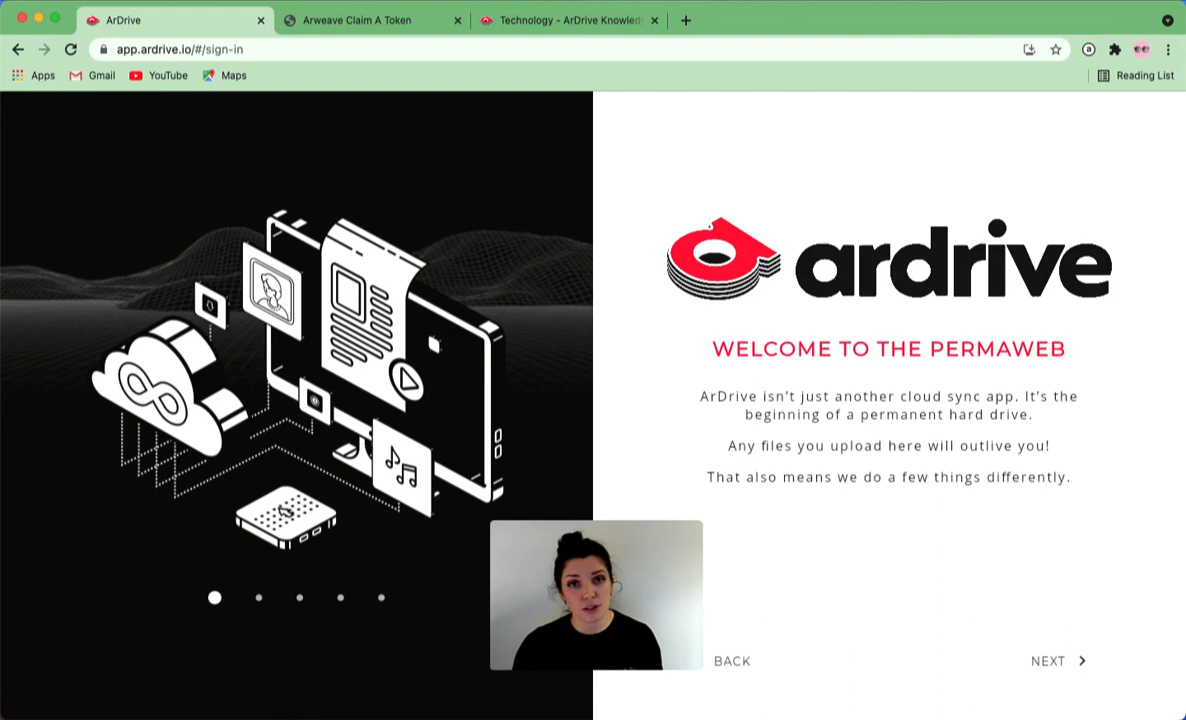 ArDrive
Arweave Claim A Token
Technology - ArDrive Knowled
app.ardrive.io/#/sign-in
Apps
Gmail
YouTube
Maps
Reading List
ardrive
WELCOME TO THE PERMAWEB
ArDrive isn't just another cloud sync app. It's the
beginning of a permanent hard drive.
Any files you upload here will outlive you!
That also means we do a few things differently.
BACK
NEXT